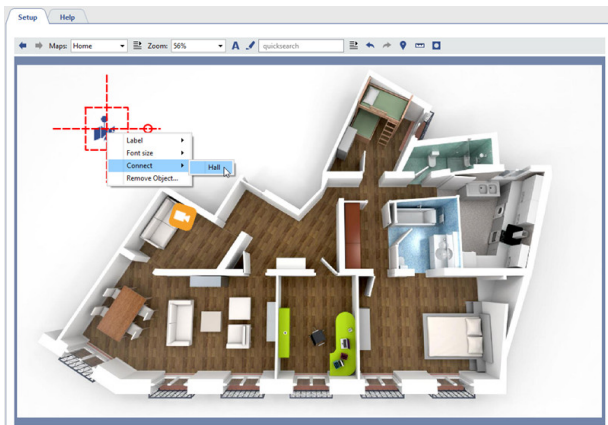 Setup Help
Maps: Home Zoom: 56% A quicksearch
Label
Font size
Connect
Hall
Remove Object...